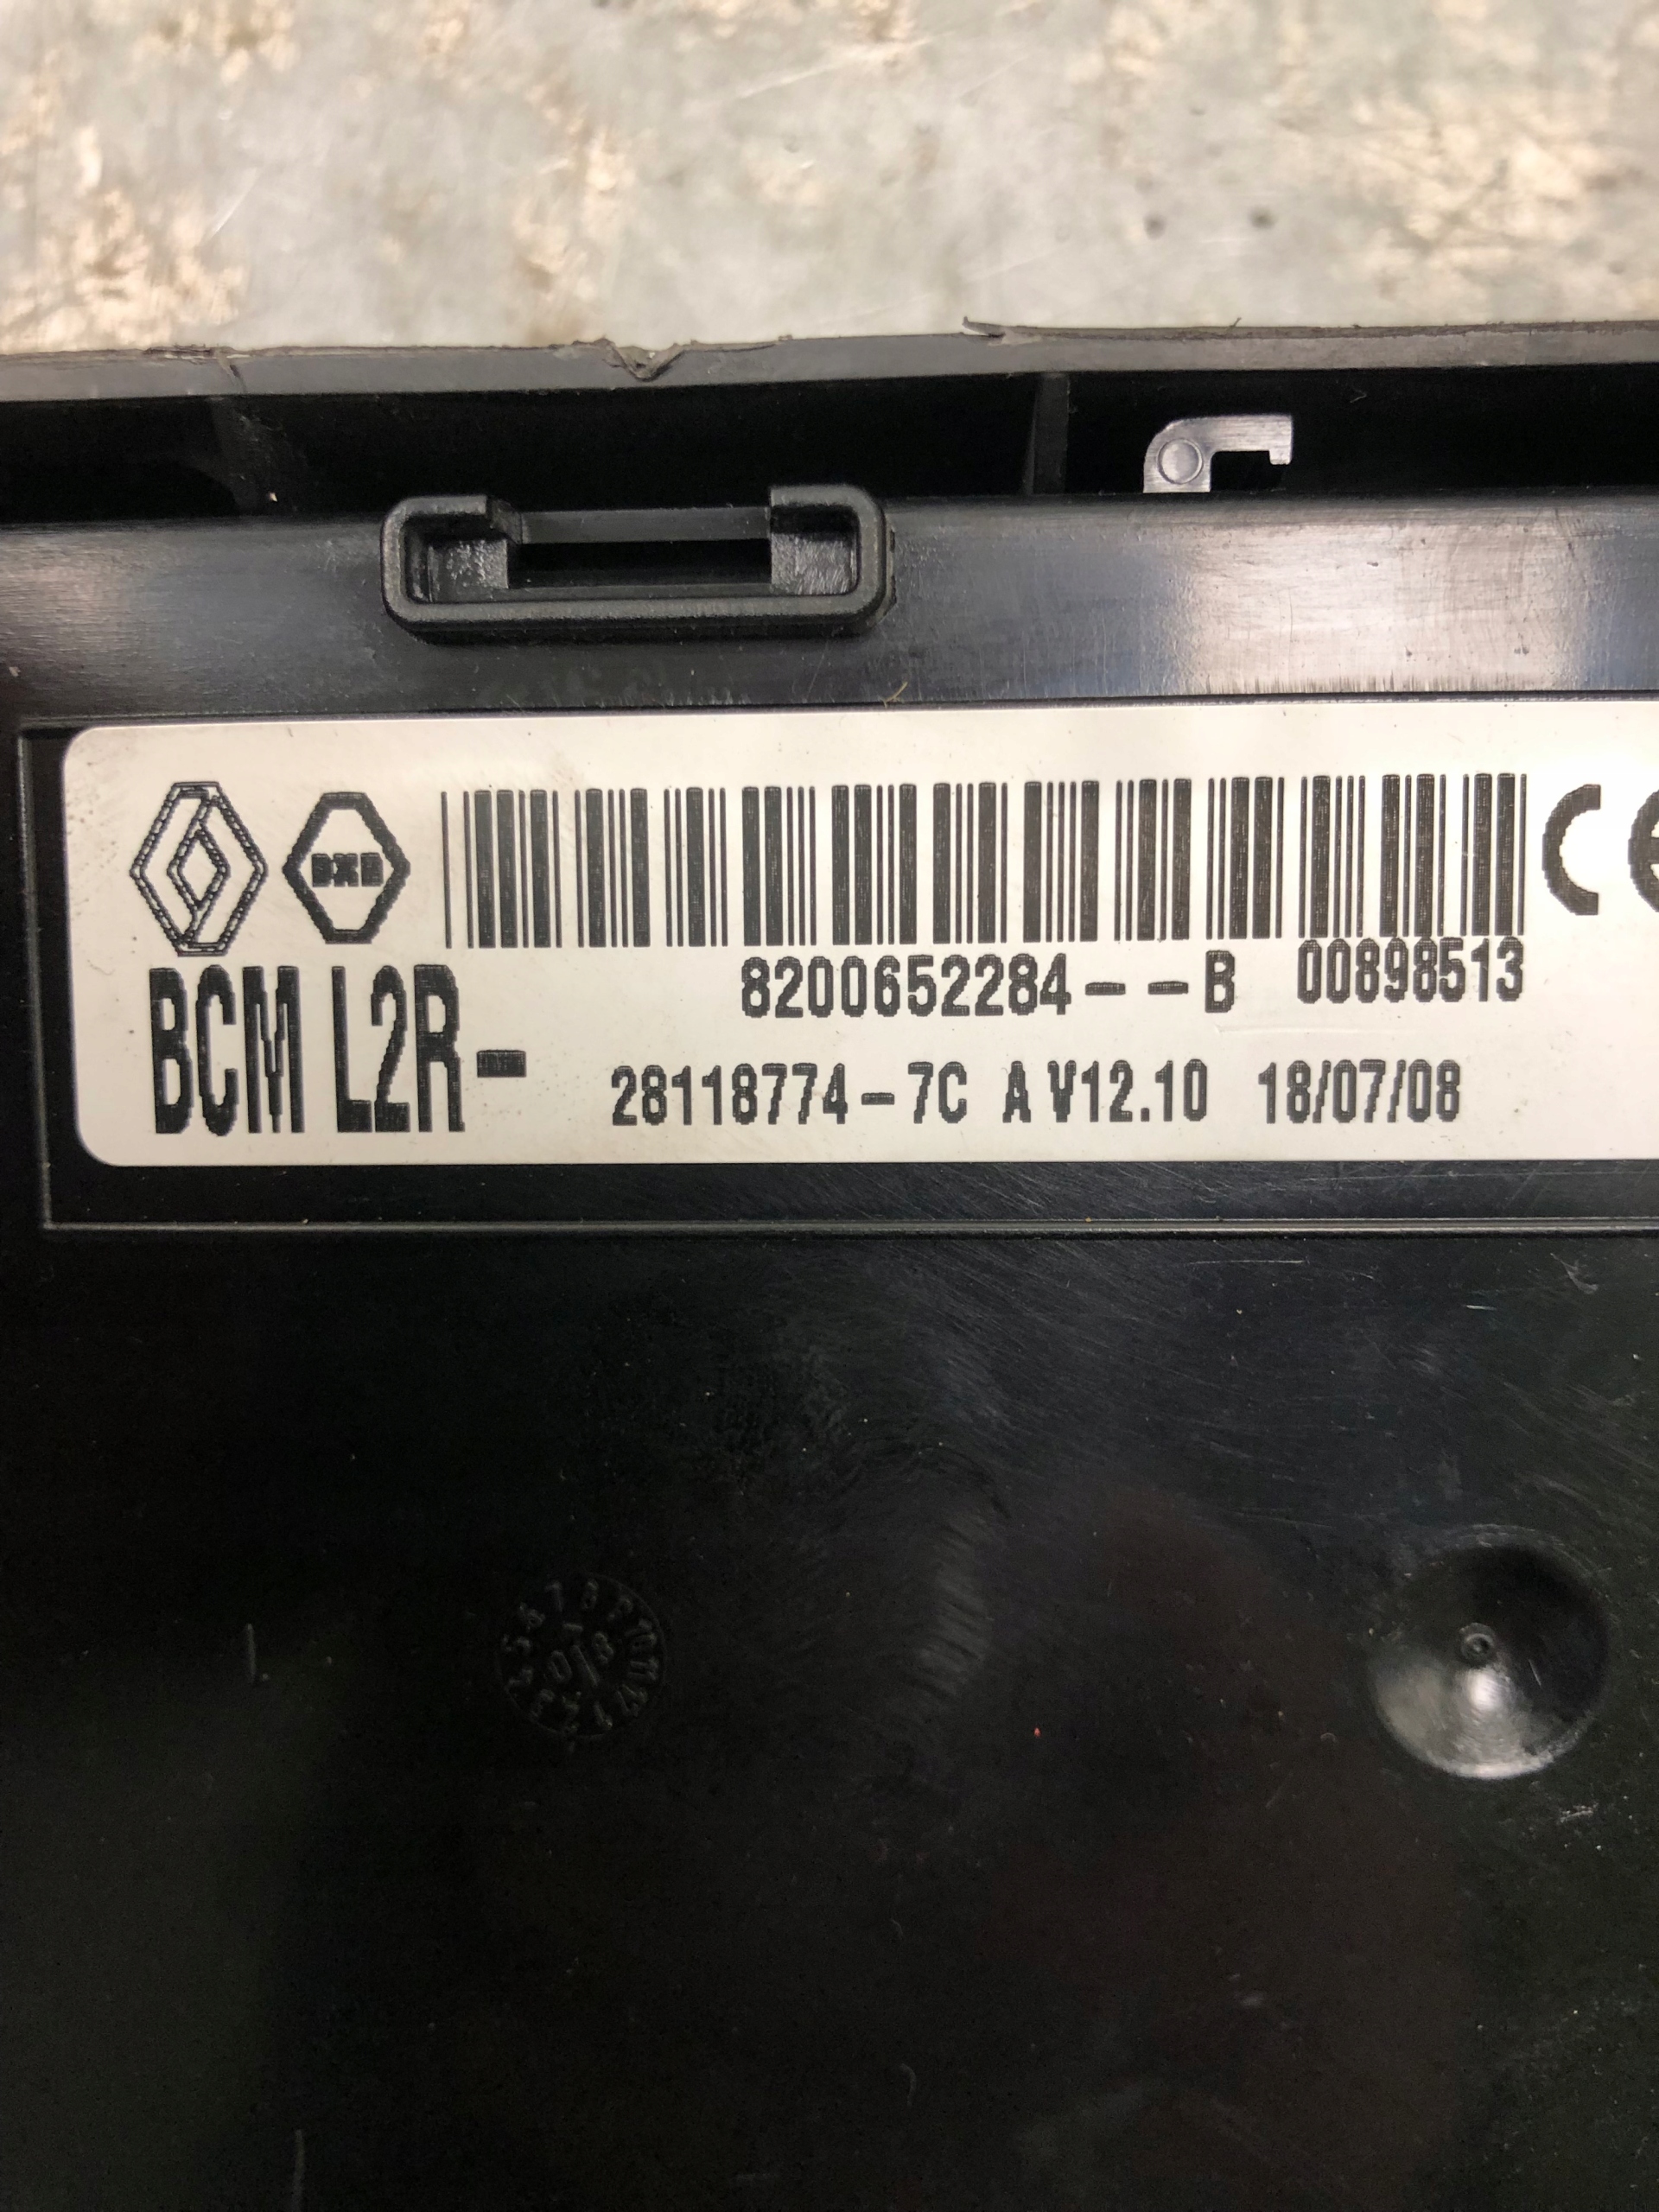 8200652284--B 00898513
BCM L2R-
28118774-7C A V12.10 18/07/08